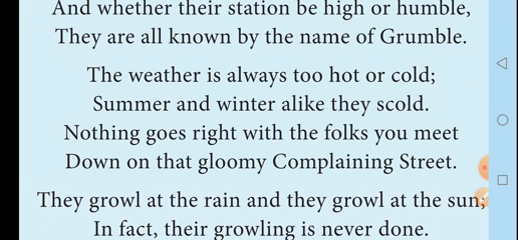 And whether their station be high or humble,
They are all known by the name of Grumble.
The weather is always too hot or cold;
Summer and winter alike they scold.
Nothing goes right with the folks you meet
Down on that gloomy Complaining Street.
They growl at the rain and they growl at the sun;
In fact, their growling is never done.